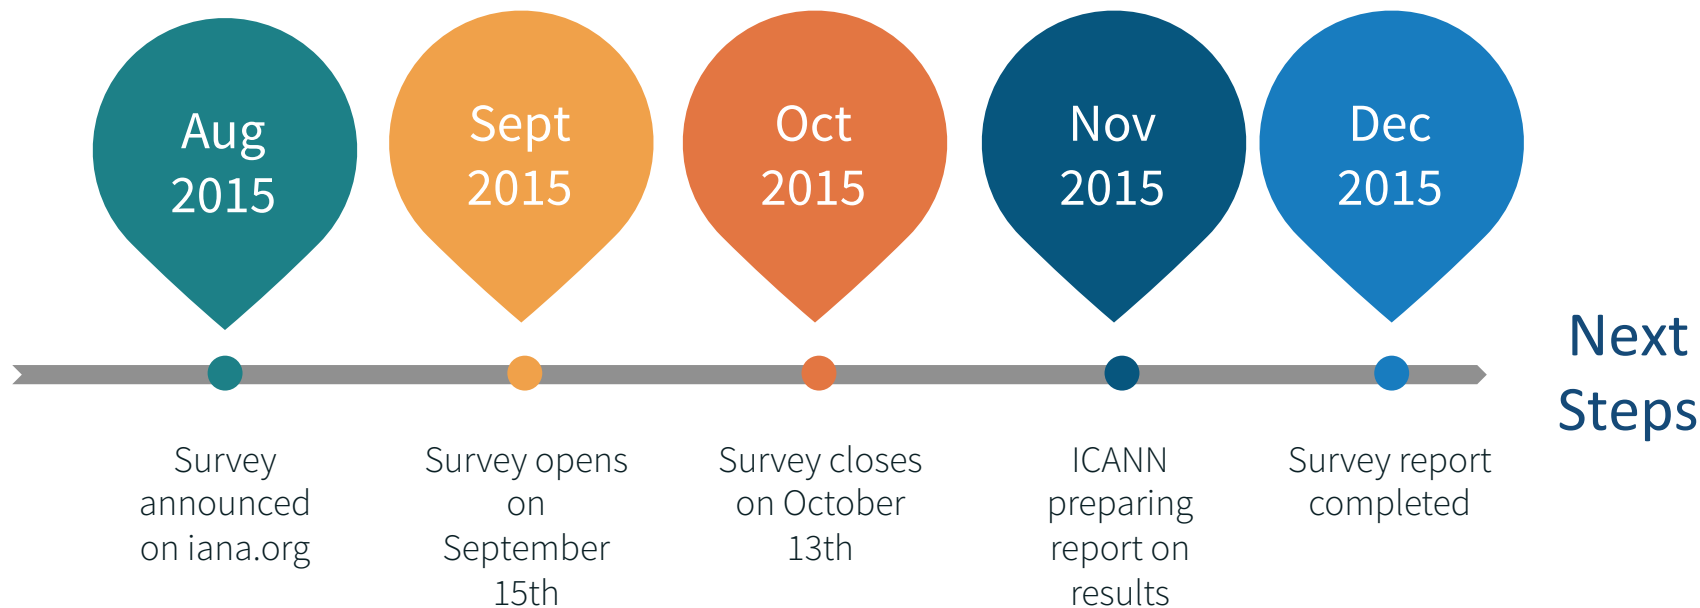 Aug
2015
Sept
2015
Oct
2015
Nov
2015
Dec
2015
Survey
announced
on iana.org
Survey opens
on
September
15th
Survey closes
on October
13th
ICANN
preparing
report on
results
Survey report
completed
Next
Steps